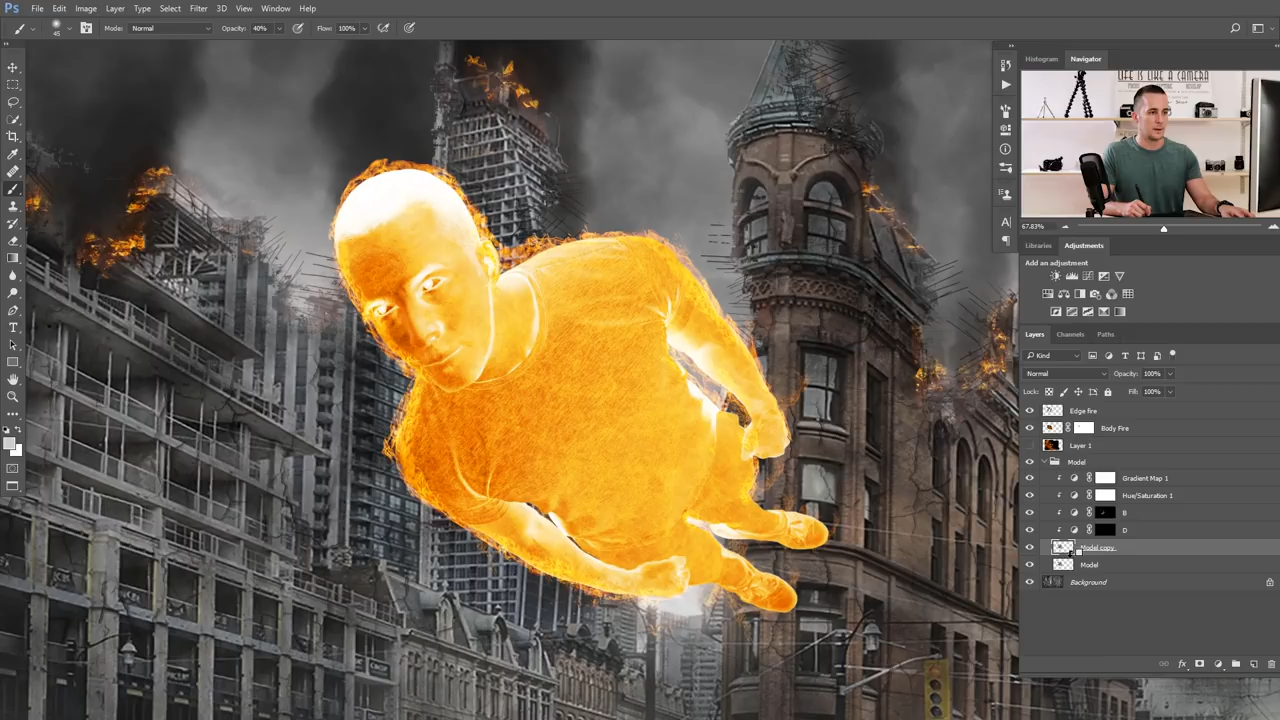 Ps File Edit Image Layer Type Select Filter 3D View Window Help
45 Mode: Normal Opacity: 40% Flow: 100%
Histogram Navigator
LIFE IS LIKE A CAMERA
67.83%
Libraries Adjustments
Add an adjustment
Layers Channels Paths
Kind
Normal Opacity: 100%
Lock: Fill: 100%
Edge fire
Body Fire
Layer 1
Model
Gradient Map 1
Hue/Saturation 1
B
D
Model copy
Model
Background